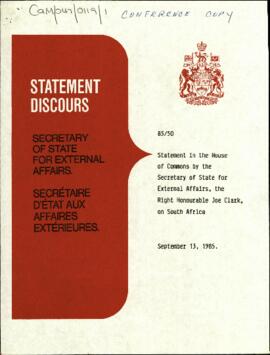 Campus/0119/1 CONFERENCE COPY
STATEMENT
DISCOURS
SECRETARY
OF STATE
FOR EXTERNAL
AFFAIRS.
SECRÉTAIRE
D'ÉTAT AUX
AFFAIRES
EXTÉRIEURES.
85/50
Statement in the House
of Commons by the
Secretary of State for
External Affairs, the
Right Honourable Joe Clark,
on South Africa
September 13, 1985.